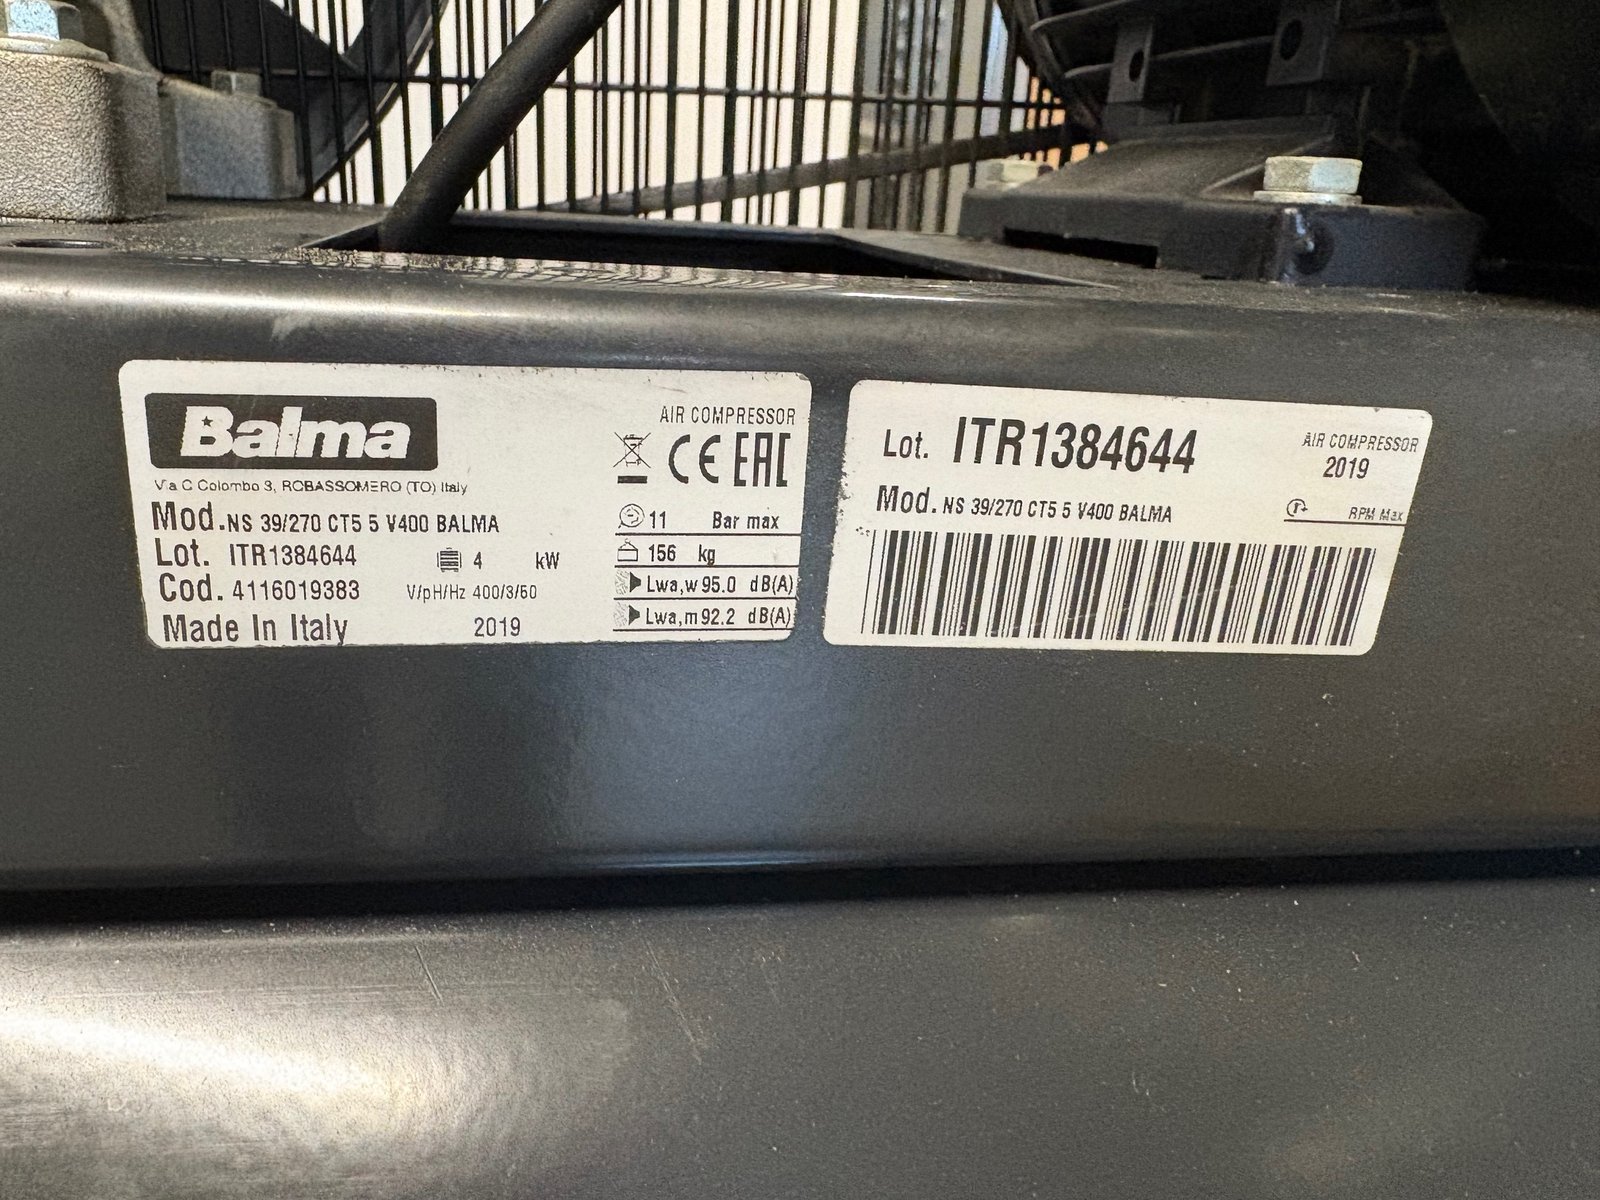 Balma
Via C Colombo 3, ROBASSOMERO (TO) Italy
Mod. NS 39/270 CT5 5 V400 BALMA
Lot. ITR1384644
4 kW
Cod. 4116019383
V/pH/Hz 400/3/50
Made In Italy
2019
AIR COMPRESSOR
CE EAC
11 Bar max
156 kg
Lwa,w 95.0 dB(A)
Lwa,m 92.2 dB(A)
Lot. ITR1384644
AIR COMPRESSOR
2019
Mod. NS 39/270 CT5 5 V400 BALMA
RPM Max